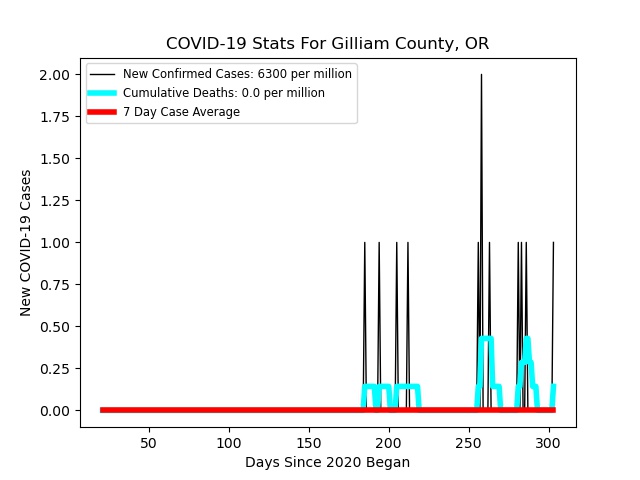 COVID-19 Stats For Gilliam County, OR
New Confirmed Cases: 6300 per million
Cumulative Deaths: 0.0 per million
7 Day Case Average
New COVID-19 Cases
2.00
1.75
1.50
1.25
1.00
0.75
0.50
0.25
0.00
50 100 150 200 250 300
Days Since 2020 Began